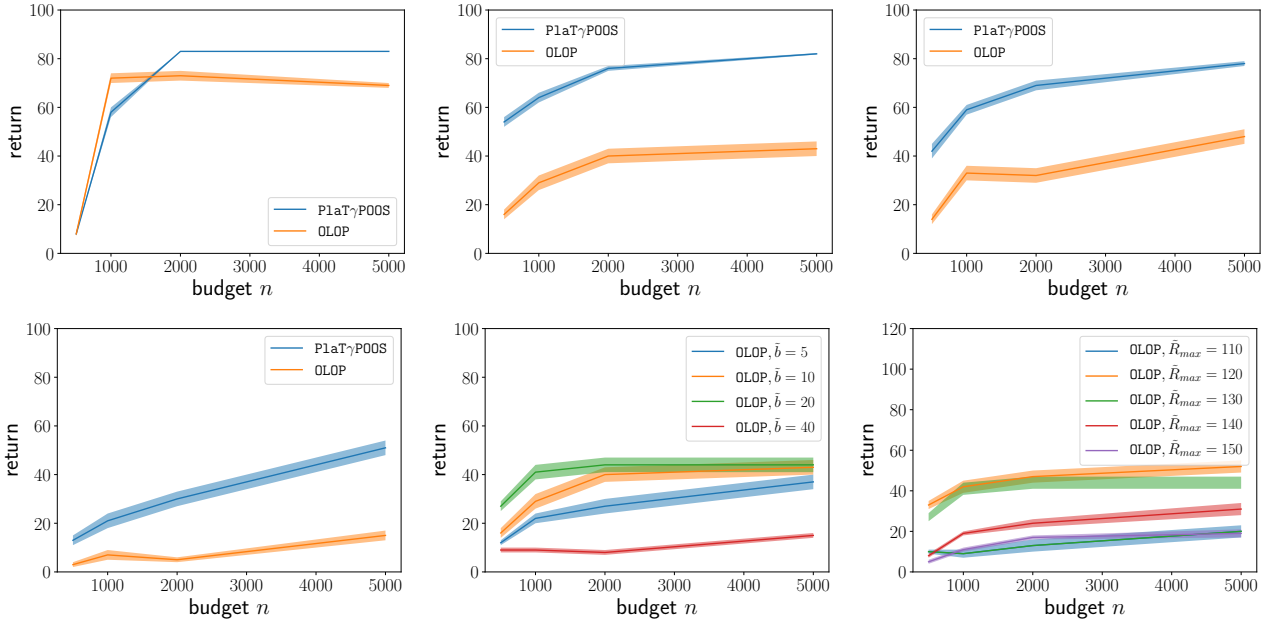 100
80
60
40
20
0
return
1000
2000
3000
4000
5000
budget n
PlaTγPOOS
OLOP
100
80
60
40
20
0
return
1000
2000
3000
4000
5000
budget n
PlaTγPOOS
OLOP
100
80
60
40
20
0
return
1000
2000
3000
4000
5000
budget n
PlaTγPOOS
OLOP
100
80
60
40
20
0
return
1000
2000
3000
4000
5000
budget n
PlaTγPOOS
OLOP
100
80
60
40
20
0
return
1000
2000
3000
4000
5000
budget n
OLOP, b̃ = 5
OLOP, b̃ = 10
OLOP, b̃ = 20
OLOP, b̃ = 40
120
100
80
60
40
20
0
return
1000
2000
3000
4000
5000
budget n
OLOP, R̃max = 110
OLOP, R̃max = 120
OLOP, R̃max = 130
OLOP, R̃max = 140
OLOP, R̃max = 150